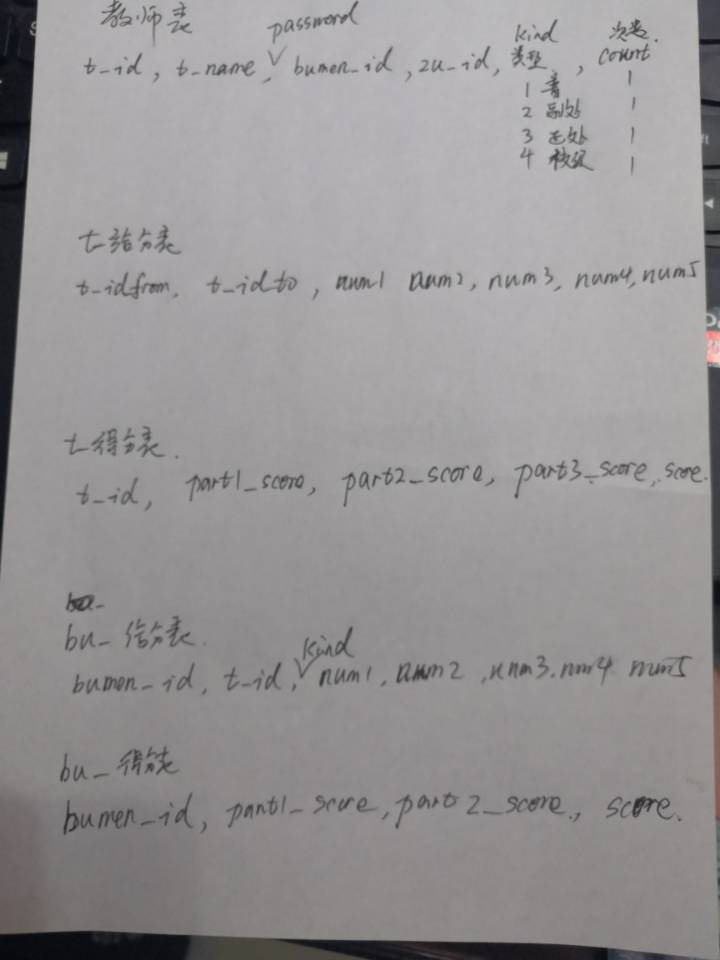 教师表
password
kind 次数.
t_id, t_name, bumen_id, zu_id, 类型, count
1 普 1
2 副处 1
3 正处 1
4 校级 1
t_给分表
t_idfrom, t_idto, num1 num2, num3, num4, num5
t_得分表.
t_id, part1_score, part2_score, part3_score, score.
bu_给分表.
kind
bumen_id, t_id, num1, num2, num3, num4 num5
bu_得分表
bumen_id, part1_score, part2_score, score.